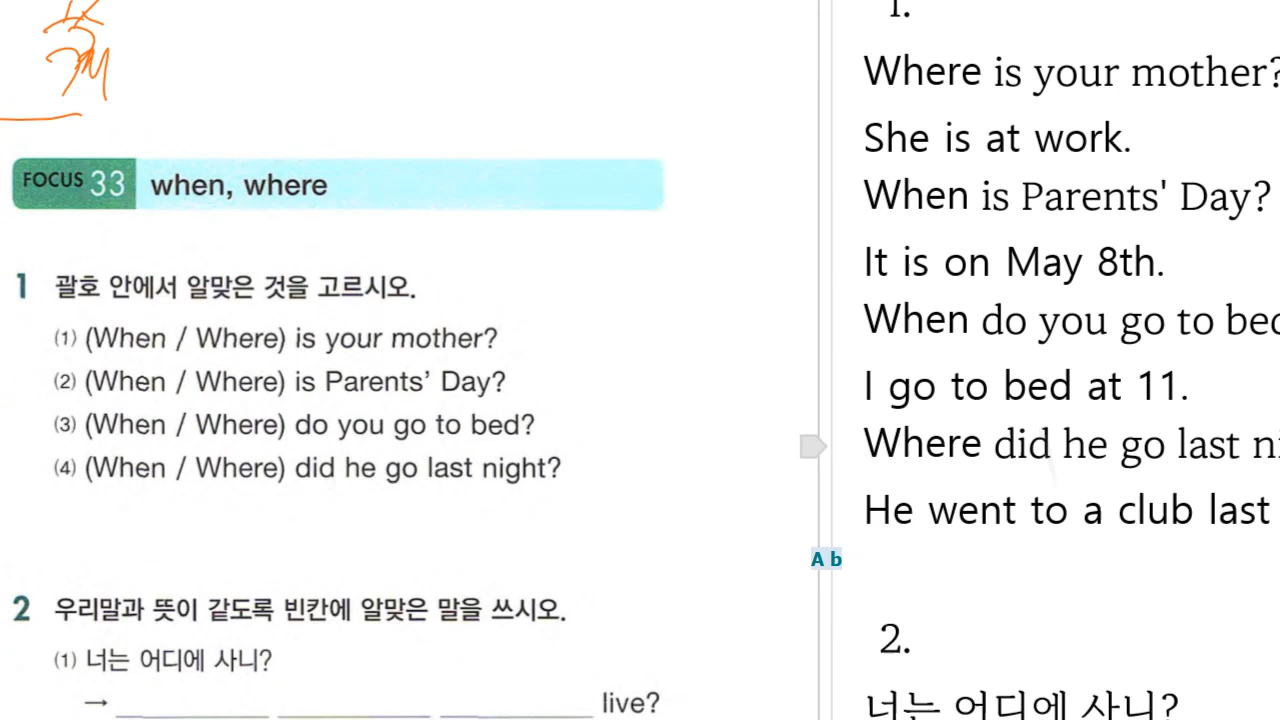 FOCUS 33 when, where
1 괄호 안에서 알맞은 것을 고르시오.
(1) (When / Where) is your mother?
(2) (When / Where) is Parents' Day?
(3) (When / Where) do you go to bed?
(4) (When / Where) did he go last night?
2 우리말과 뜻이 같도록 빈칸에 알맞은 말을 쓰시오.
(1) 너는 어디에 사니?
→ ________ ________ ________ live?
1.
Where is your mother?
She is at work.
When is Parents' Day?
It is on May 8th.
When do you go to bed
I go to bed at 11.
Where did he go last ni
He went to a club last
A b
2.
너는 어디에 사니?